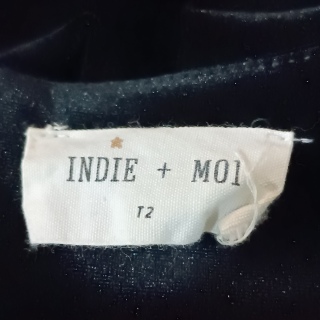 INDIE + MOI
T2